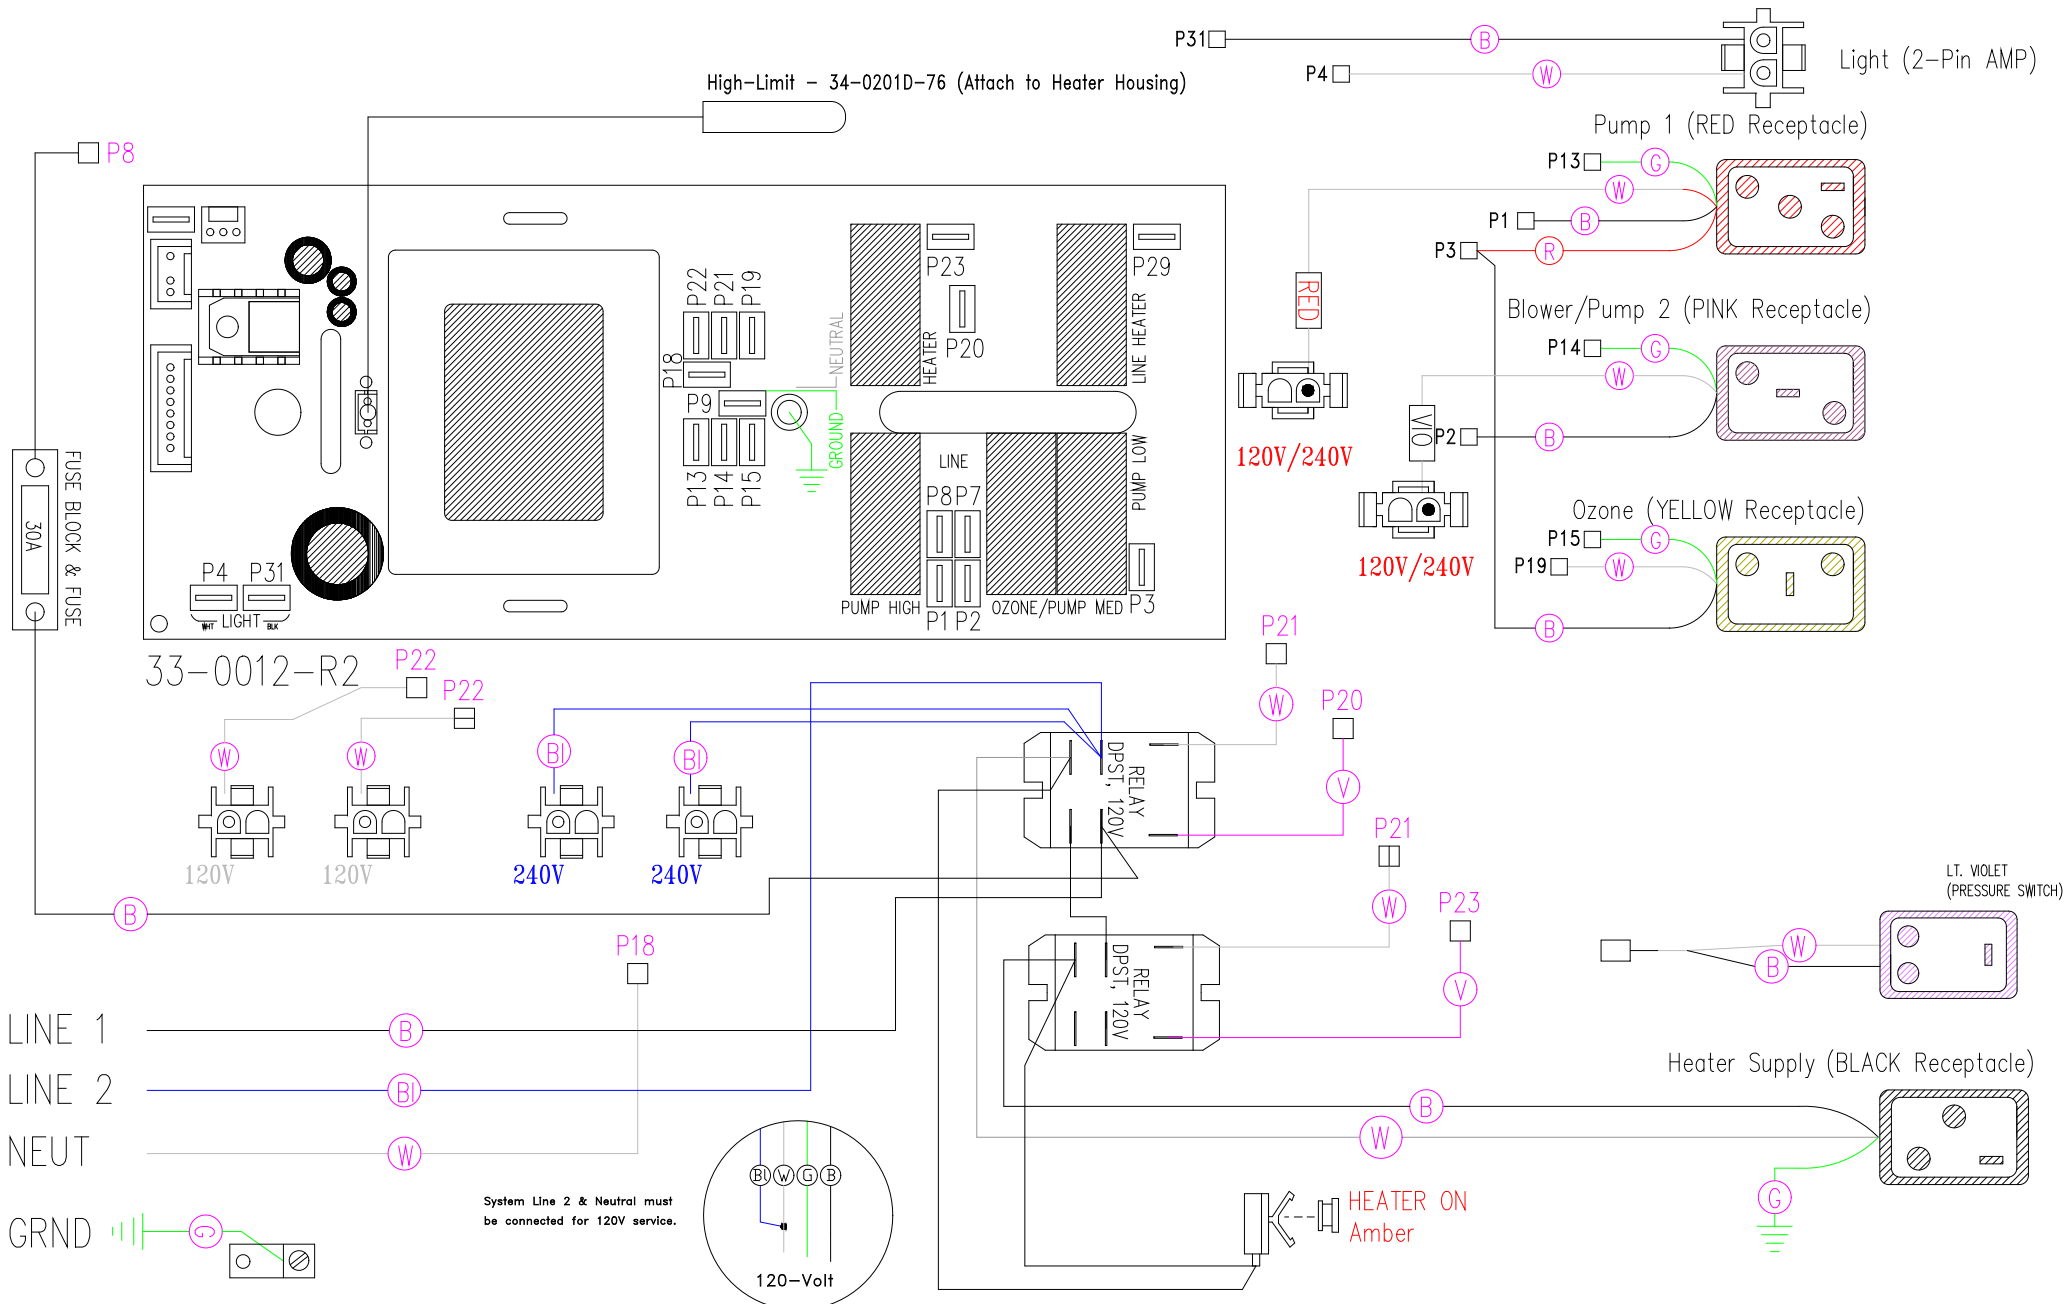 P31
B
Light (2-Pin AMP)
P4
W
High-Limit - 34-0201D-76 (Attach to Heater Housing)
Pump 1 (RED Receptacle)
P8
P13
G
W
P1
B
P3
R
RED
120V/240V
Blower/Pump 2 (PINK Receptacle)
P14
G
W
VIO
P2
B
120V/240V
Ozone (YELLOW Receptacle)
P15
G
P19
W
B
P22
P21
P19
P18
P9
P13
P14
P15
NEUTRAL
GROUND
P23
P29
P20
HEATER
LINE HEATER
LINE
P8
P7
PUMP LOW
P1
P2
P3
PUMP HIGH
OZONE/PUMP MED
FUSE BLOCK & FUSE
30A
P4
P31
WHT
LIGHT
BLK
33-0012-R2
P22
P22
W
W
Bl
Bl
120V
120V
240V
240V
P21
W
P20
V
RELAY
DPST, 120V
P21
W
P23
V
RELAY
DPST, 120V
B
P18
LT. VIOLET
(PRESSURE SWITCH)
W
B
LINE 1
B
LINE 2
Bl
NEUT
W
GRND
G
Heater Supply (BLACK Receptacle)
B
W
G
System Line 2 & Neutral must
be connected for 120V service.
Bl
W
G
B
120-Volt
HEATER ON
Amber